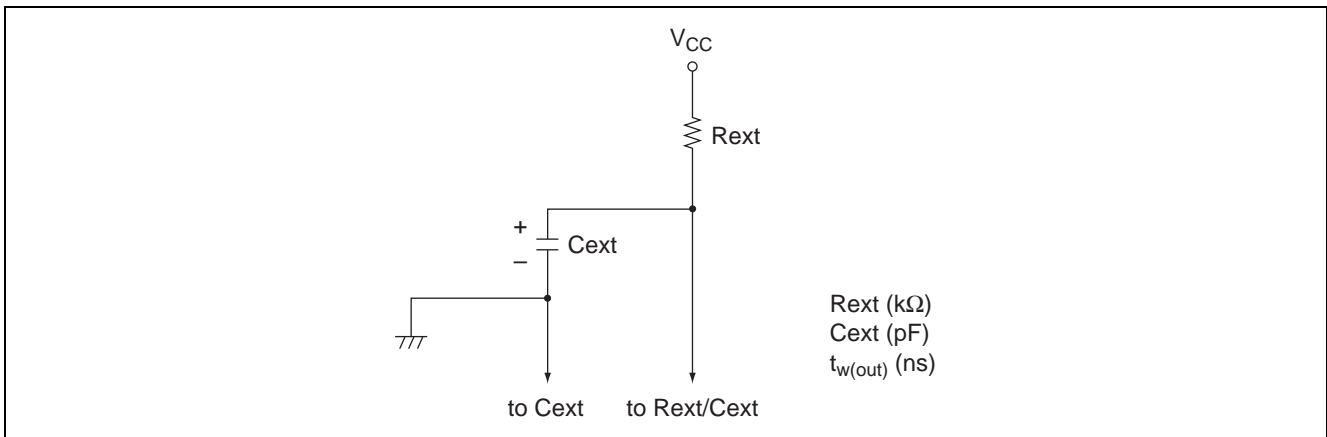 VCC
Rext
+
Cext
–
Rext (kΩ)
Cext (pF)
tw(out) (ns)
to Cext
to Rext/Cext